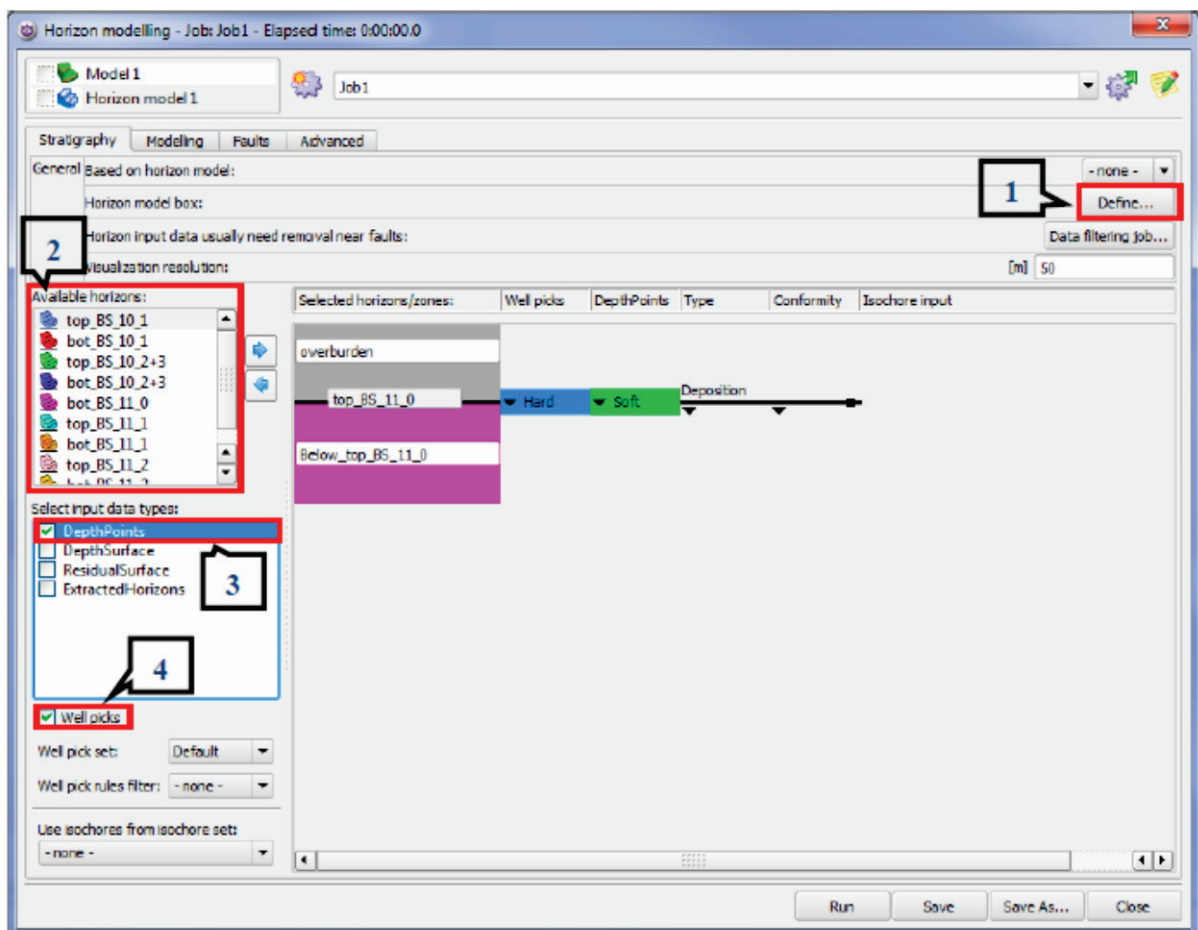 Horizon modelling - Job: Job1 - Elapsed time: 0:00:00.0
Model 1
Horizon model 1
Job1
Stratigraphy Modeling Faults Advanced
General Based on horizon model: - none -
Horizon model box: 1 Define...
Horizon input data usually need removal near faults: Data filtering job...
2
Visualization resolution: [m] 50
Available horizons:
top_BS_10_1
bot_BS_10_1
top_BS_10_2+3
bot_BS_10_2+3
bot_BS_11_0
top_BS_11_1
bot_BS_11_1
top_BS_11_2
Selected horizons/zones: Well picks DepthPoints Type Conformity Isochore input
overburden
top_BS_11_0 Hard Soft Deposition
Below_top_BS_11_0
Select input data types:
DepthPoints
DepthSurface
ResidualSurface
ExtractedHorizons
3
4
Well picks
Well pick set: Default
Well pick rules filter: - none -
Use isochores from isochore set:
- none -
Run Save Save As... Close